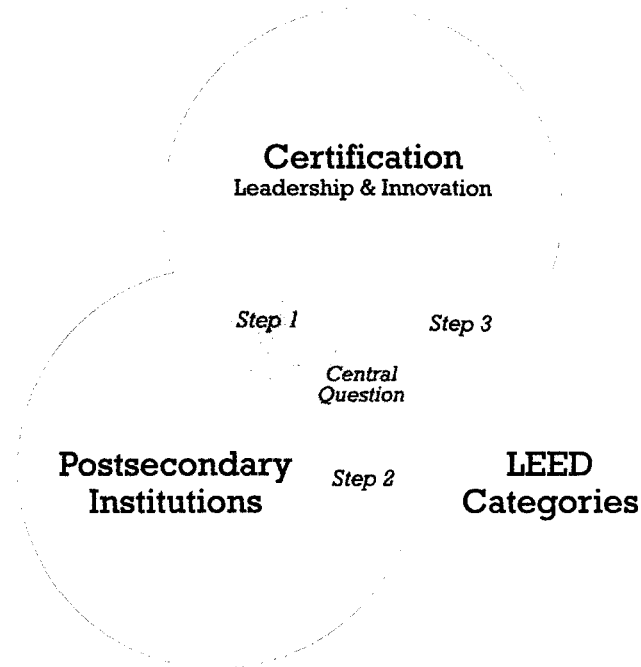 Certification
Leadership & Innovation
Step 1
Step 3
Central
Question
Postsecondary
Institutions
Step 2
LEED
Categories